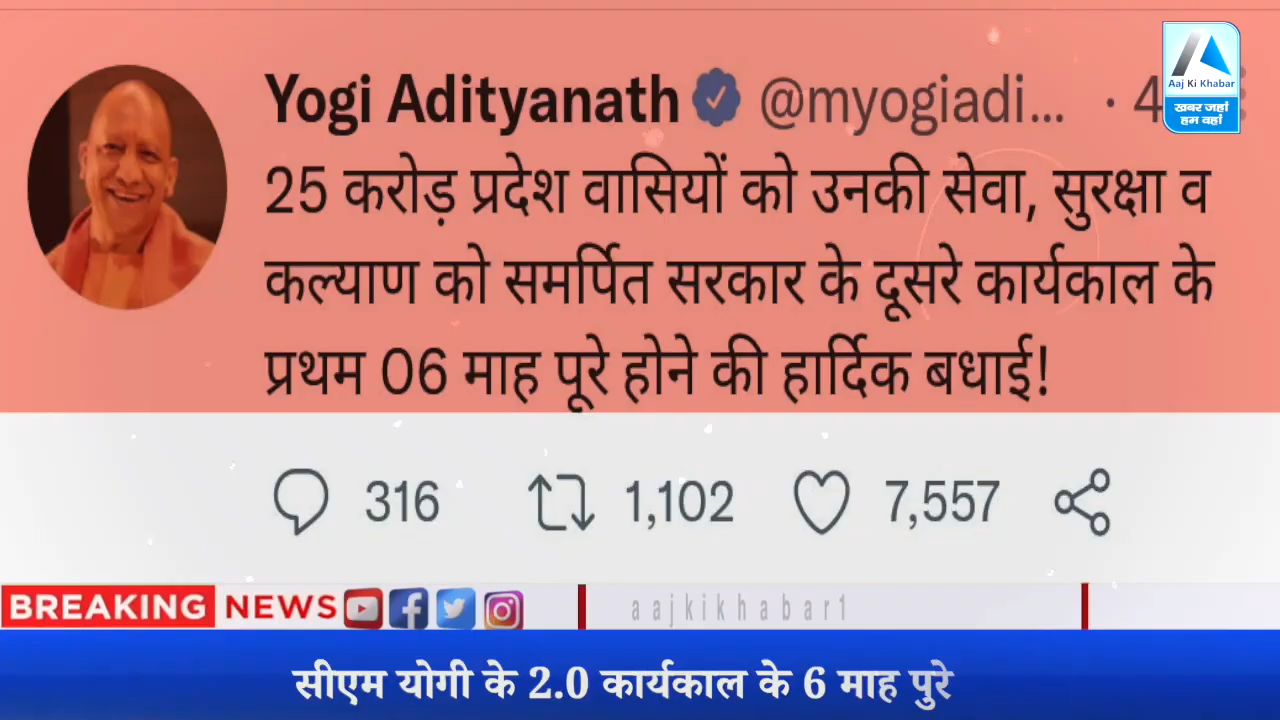 Aaj Ki Khabar
खबर जहां
हम वहां
Yogi Adityanath @myogiadi... · 4
25 करोड़ प्रदेश वासियों को उनकी सेवा, सुरक्षा व
कल्याण को समर्पित सरकार के दूसरे कार्यकाल के
प्रथम 06 माह पूरे होने की हार्दिक बधाई!
316 1,102 7,557
BREAKING NEWS aajkikhabar1
सीएम योगी के 2.0 कार्यकाल के 6 माह पुरे